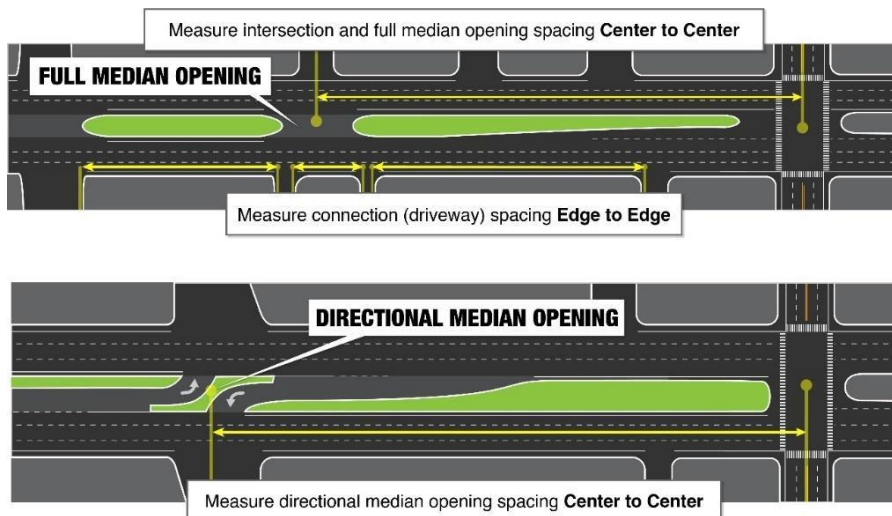 Measure intersection and full median opening spacing Center to Center
FULL MEDIAN OPENING
Measure connection (driveway) spacing Edge to Edge
DIRECTIONAL MEDIAN OPENING
Measure directional median opening spacing Center to Center